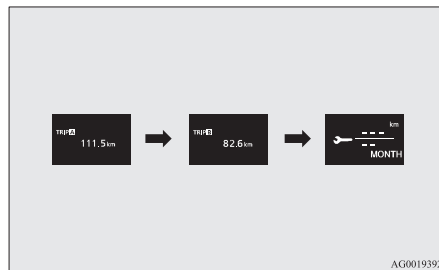 TRIP A
111.5 km
TRIP B
82.6 km
km
---
--
MONTH
AG0019392